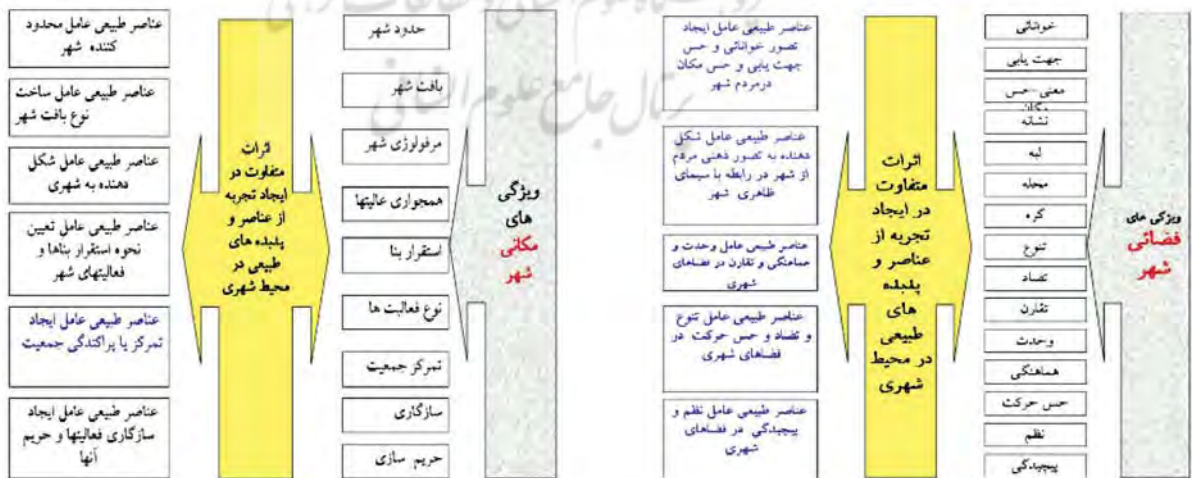 ویژگی های
فضائی
شهر
خوانائی
جهت یابی
معنی-حس
مکان
نشانه
لبه
محله
گره
تنوع
تضاد
تقارن
وحدت
هماهنگی
حس حرکت
نظم
پیچیدگی
اثرات
متفاوت
در ایجاد
تجربه از
عناصر و
پدیده
های
طبیعی
در محیط
شهری
عناصر طبیعی عامل ایجاد
تصور خوانائی و حس
جهت یابی و حس مکان
درمردم شهر
عناصر طبیعی عامل شکل
دهنده به تصور ذهنی مردم
از شهر در رابطه با سیمای
ظاهری شهر
عناصر طبیعی عامل وحدت و
هماهنگی و تقارن در فضاهای
شهری
عناصر طبیعی عامل تنوع
و تضاد و حس حرکت در
فضاهای شهری
عناصر طبیعی عامل نظم و
پیچیدگی در فضاهای
شهری
ویژگی
های
مکانی
شهر
حدود شهر
بافت شهر
مرفولوژی شهر
همجواری عالیتها
استقرار بنا
نوع فعالیت ها
تمرکز جمعیت
سازگاری
حریم سازی
اثرات
متفاوت در
ایجاد تجربه
از عناصر و
پدیده های
طبیعی در
محیط شهری
عناصر طبیعی عامل محدود
کننده شهر
عناصر طبیعی عامل ساخت
نوع بافت شهر
عناصر طبیعی عامل شکل
دهنده به شهری
عناصر طبیعی عامل تعیین
نحوه استقرار بناها و
فعالیتهای شهر
عناصر طبیعی عامل ایجاد
تمرکز یا پراکندگی جمعیت
عناصر طبیعی عامل ایجاد
سازگاری فعالیتها و حریم
آنها
پرتال جامع علوم انسانی